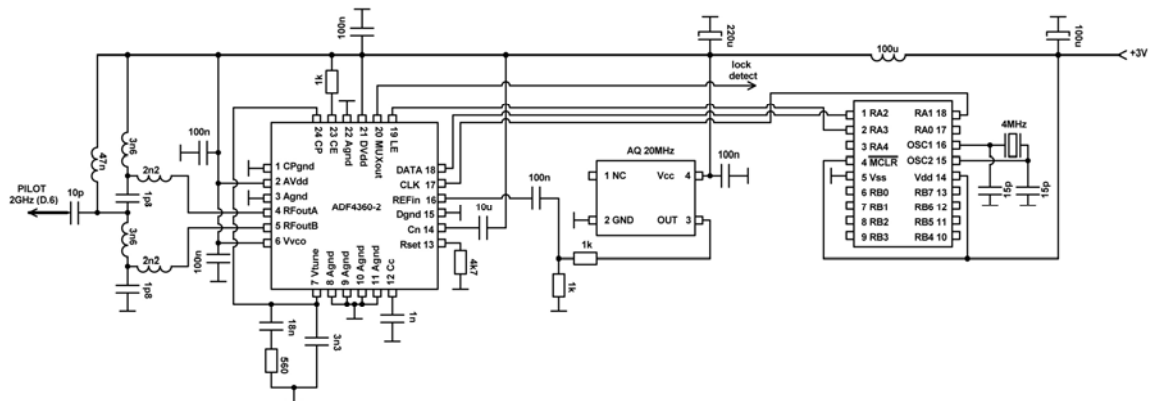 100n
220u
100u
100u
+3V
lock
detect
1k
24 CP
23 CE
22 Agnd
21 DVdd
20 MUXout
19 LE
3n6
47n
100n
2n2
1p8
PILOT
2GHz (D.6)
10p
3n6
2n2
1p8
100n
1 CPgnd
2 AVdd
3 Agnd
4 RFoutA
5 RFoutB
6 Vvco
ADF4360-2
DATA 18
CLK 17
REFin 16
Dgnd 15
Cn 14
Rset 13
7 Vtune
8 Agnd
9 Agnd
10 Agnd
11 Agnd
12 Cc
100n
10u
4k7
18n
560
3n3
1n
1k
1k
AQ 20MHz
1 NC
Vcc 4
2 GND
OUT 3
100n
1 RA2
2 RA3
3 RA4
4 MCLR
5 Vss
6 RB0
7 RB1
8 RB2
9 RB3
RA1 18
RA0 17
OSC1 16
OSC2 15
Vdd 14
RB7 13
RB6 12
RB5 11
RB4 10
4MHz
15p
15p